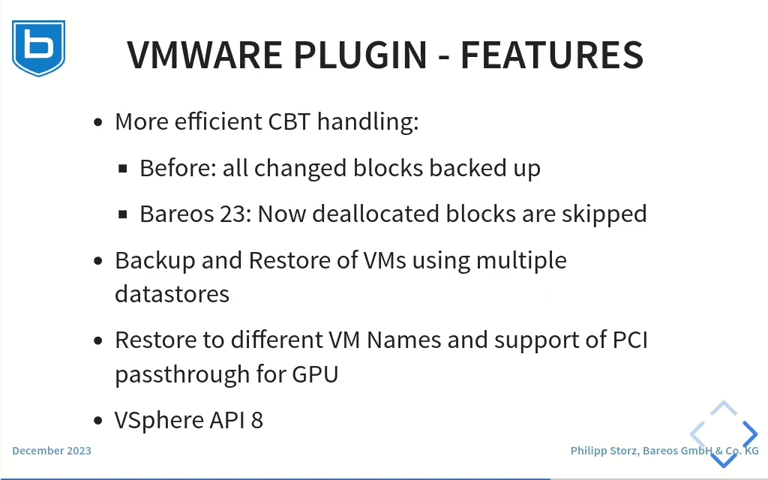 b
VMWARE PLUGIN - FEATURES
• More efficient CBT handling:
▪ Before: all changed blocks backed up
▪ Bareos 23: Now deallocated blocks are skipped
• Backup and Restore of VMs using multiple
datastores
• Restore to different VM Names and support of PCI
passthrough for GPU
• VSphere API 8
December 2023
Philipp Storz, Bareos GmbH & Co. KG